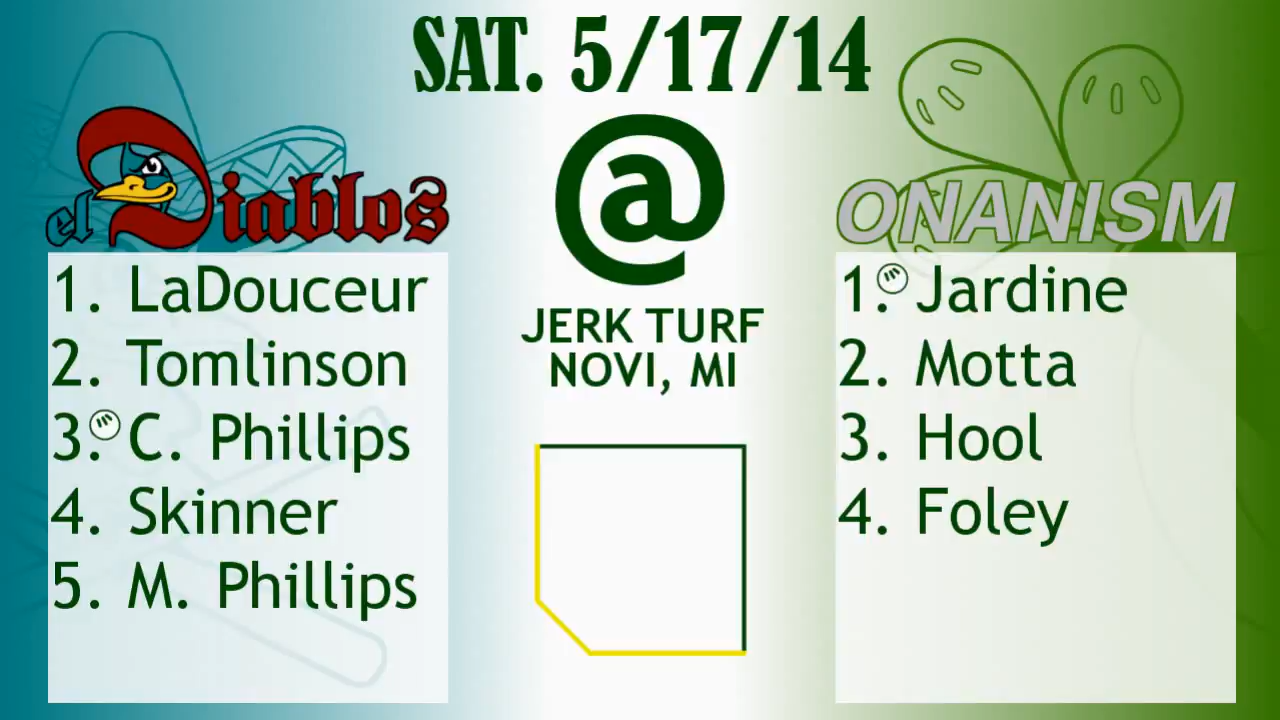 SAT. 5/17/14
el Diablos
1. LaDouceur
2. Tomlinson
3. C. Phillips
4. Skinner
5. M. Phillips
@
JERK TURF
NOVI, MI
ONANISM
1. Jardine
2. Motta
3. Hool
4. Foley